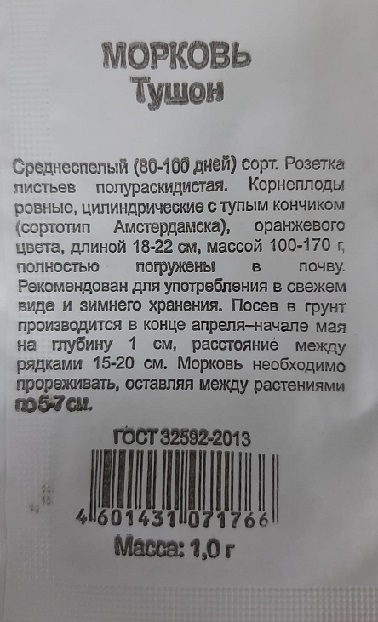 МОРКОВЬ
Тушон
Среднеспелый (80-100 дней) сорт. Розетка
листьев полураскидистая. Корнеплоды
ровные, цилиндрические с тупым кончиком
(сортотип Амстердамска), оранжевого
цвета, длиной 18-22 см, массой 100-170 г,
полностью погружены в почву.
Рекомендован для употребления в свежем
виде и зимнего хранения. Посев в грунт
производится в конце апреля–начале мая
на глубину 1 см, расстояние между
рядками 15-20 см. Морковь необходимо
прореживать, оставляя между растениями
по 5-7 см.
ГОСТ 32592-2013
4 601431 071766
Масса: 1,0 г